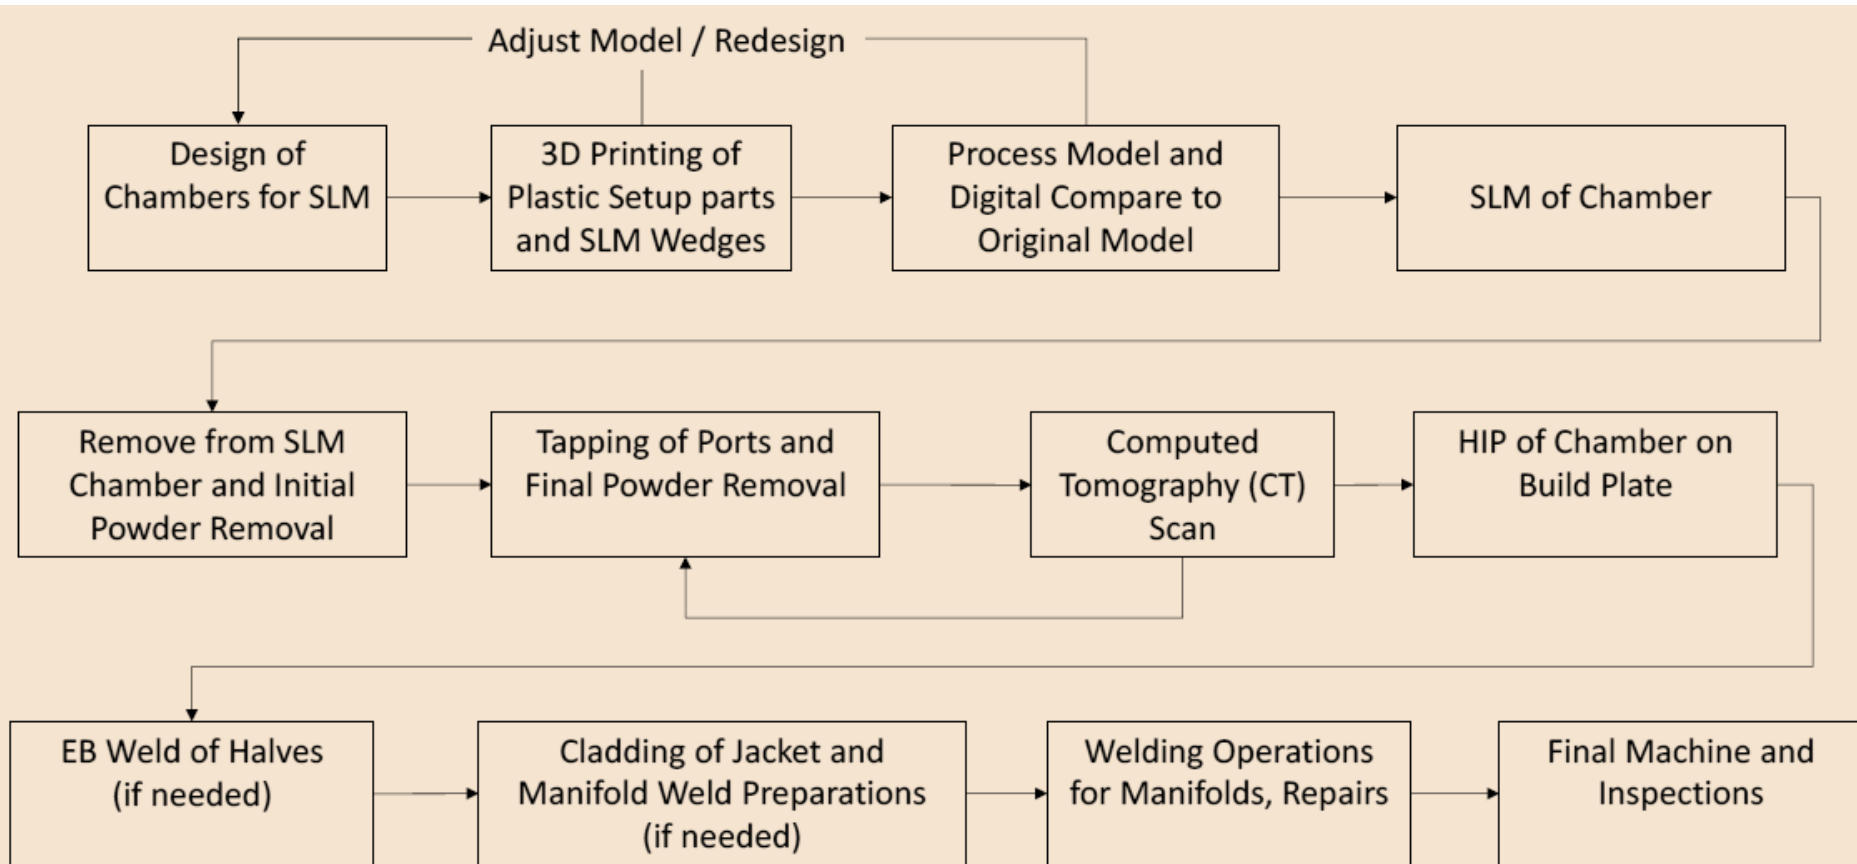 Adjust Model / Redesign
Design of
Chambers for SLM
3D Printing of
Plastic Setup parts
and SLM Wedges
Process Model and
Digital Compare to
Original Model
SLM of Chamber
Remove from SLM
Chamber and Initial
Powder Removal
Tapping of Ports and
Final Powder Removal
Computed
Tomography (CT)
Scan
HIP of Chamber on
Build Plate
EB Weld of Halves
(if needed)
Cladding of Jacket and
Manifold Weld Preparations
(if needed)
Welding Operations
for Manifolds, Repairs
Final Machine and
Inspections